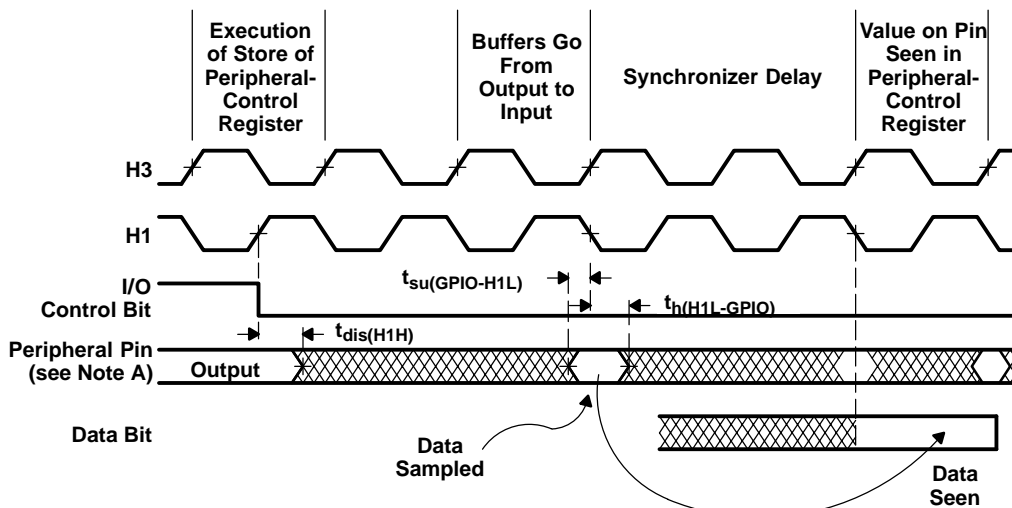 Execution
of Store of
Peripheral-
Control
Register
Buffers Go
From
Output to
Input
Synchronizer Delay
Value on Pin
Seen in
Peripheral-
Control
Register
H3
H1
I/O
Control Bit
tsu(GPIO-H1L)
th(H1L-GPIO)
tdis(H1H)
Peripheral Pin
(see Note A)
Output
Data Bit
Data
Sampled
Data
Seen